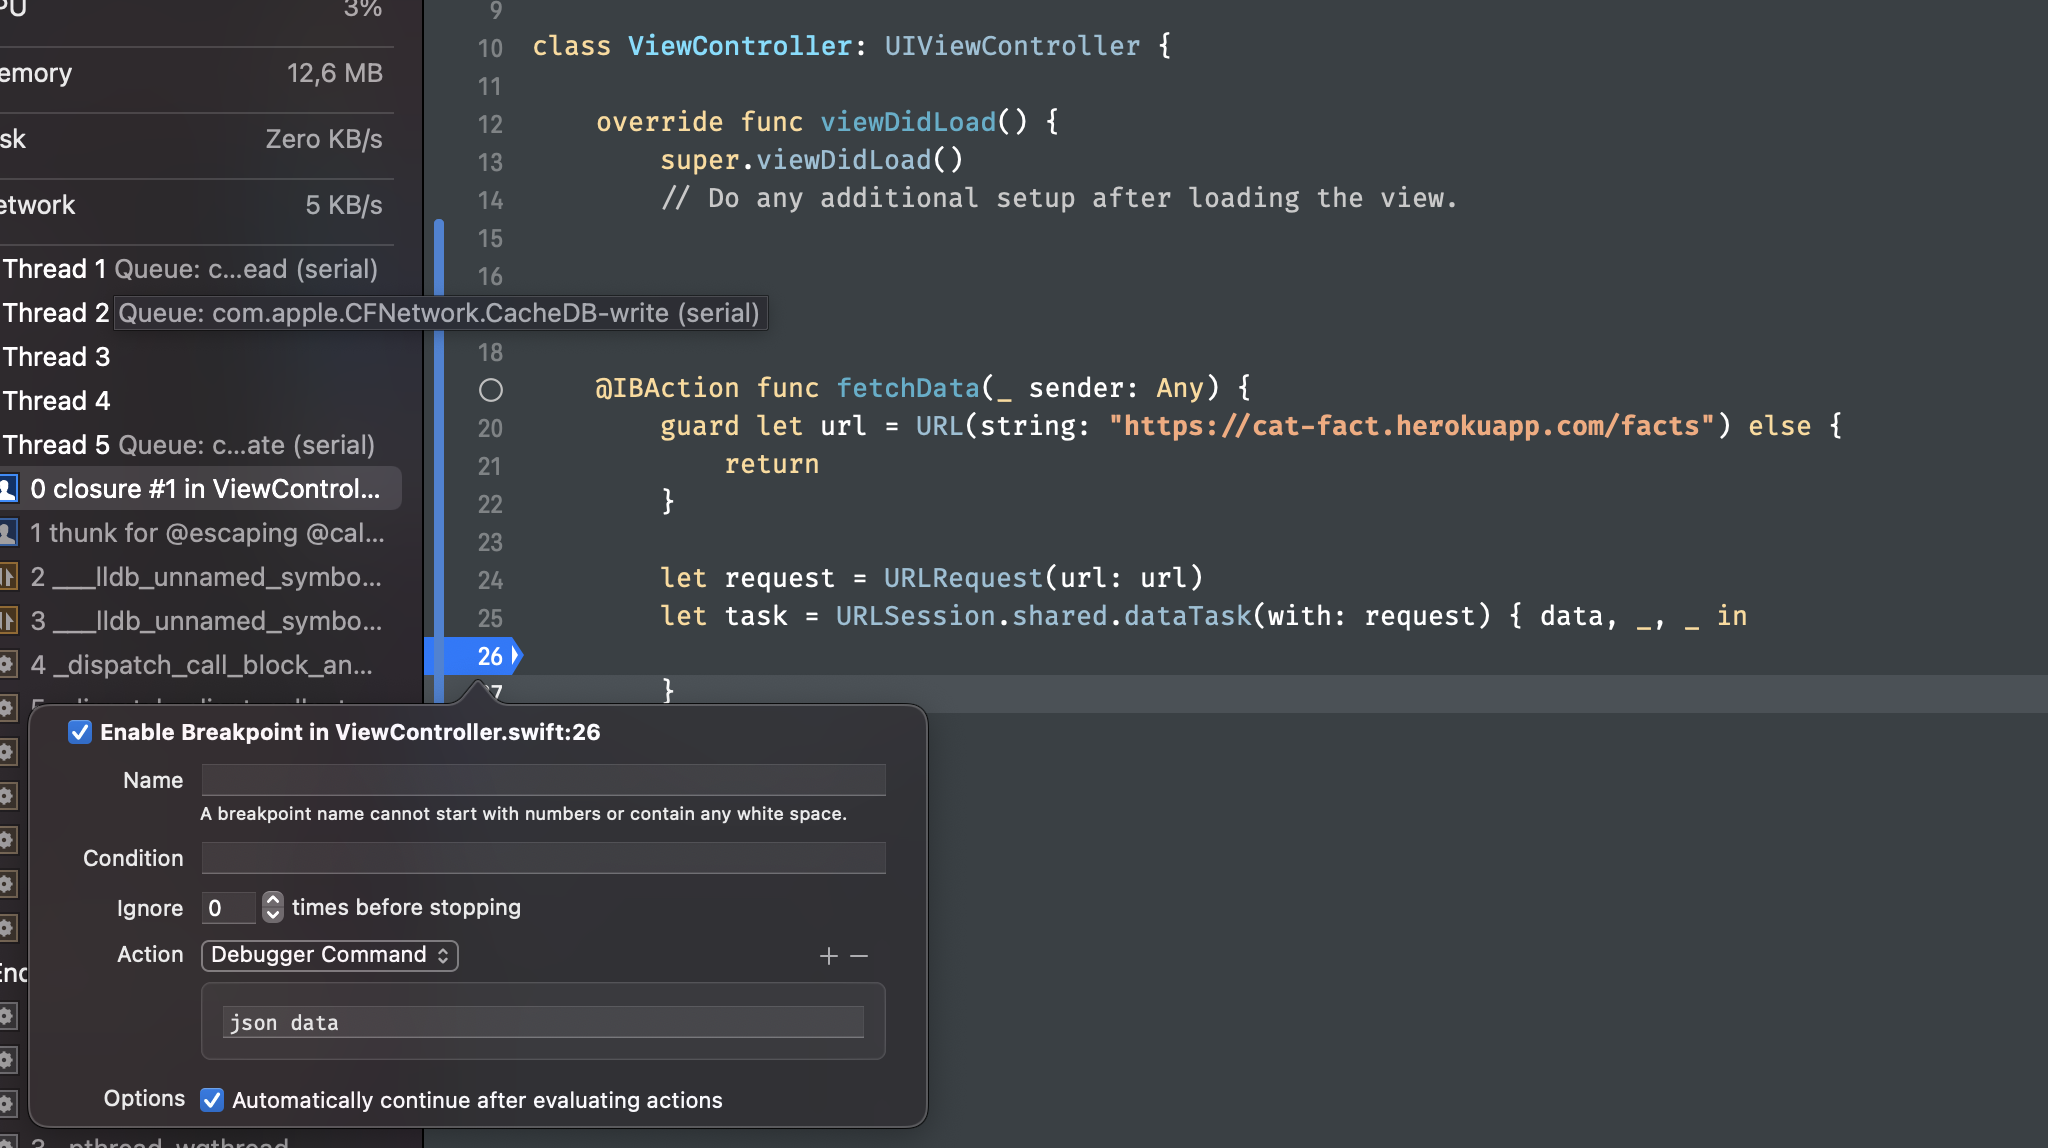 PU 3%
emory 12,6 MB
sk Zero KB/s
etwork 5 KB/s
Thread 1 Queue: c...ead (serial)
Thread 2 Queue: com.apple.CFNetwork.CacheDB-write (serial)
Thread 3
Thread 4
Thread 5 Queue: c...ate (serial)
0 closure #1 in ViewControl...
1 thunk for @escaping @cal...
2 ___lldb_unnamed_symbo...
3 ___lldb_unnamed_symbo...
4 _dispatch_call_block_an...
9
10 class ViewController: UIViewController {
11
12 override func viewDidLoad() {
13 super.viewDidLoad()
14 // Do any additional setup after loading the view.
15
16
18
@IBAction func fetchData(_ sender: Any) {
20 guard let url = URL(string: "https://cat-fact.herokuapp.com/facts") else {
21 return
22 }
23
24 let request = URLRequest(url: url)
25 let task = URLSession.shared.dataTask(with: request) { data, _, _ in
26
27 }
Enable Breakpoint in ViewController.swift:26
Name
A breakpoint name cannot start with numbers or contain any white space.
Condition
Ignore 0 times before stopping
Action Debugger Command
json data
Options Automatically continue after evaluating actions